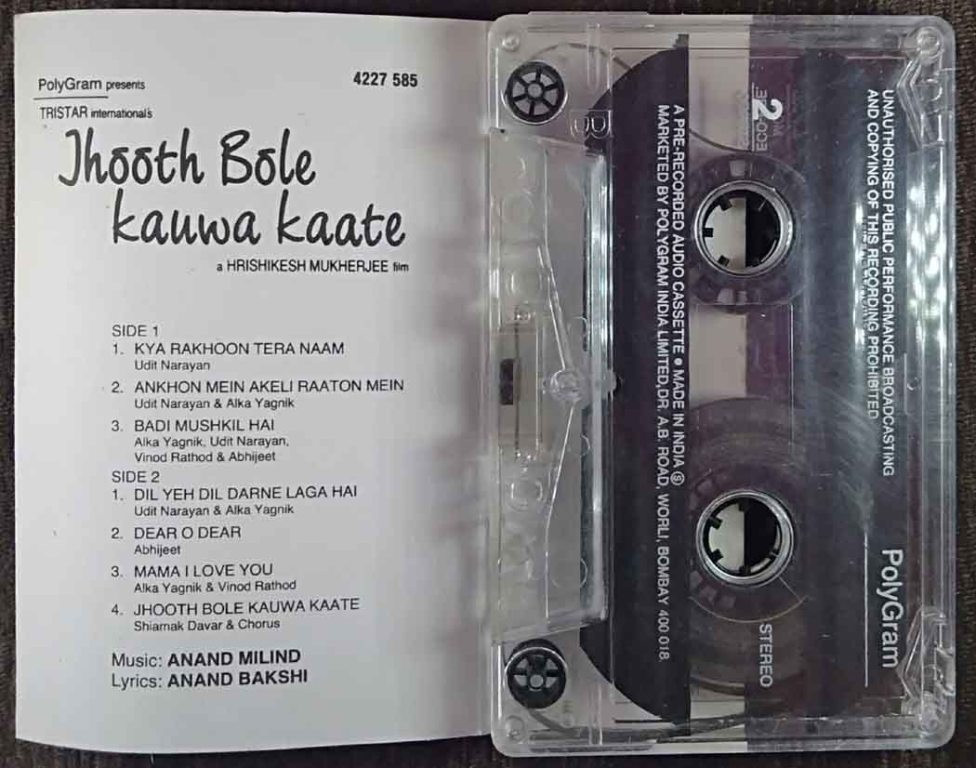 PolyGram presents
4227 585
TRISTAR international's
Jhooth Bole
kauwa kaate
a HRISHIKESH MUKHERJEE film
SIDE 1
1. KYA RAKHOON TERA NAAM
Udit Narayan
2. ANKHON MEIN AKELI RAATON MEIN
Udit Narayan & Alka Yagnik
3. BADI MUSHKIL HAI
Alka Yagnik, Udit Narayan,
Vinod Rathod & Abhijeet
SIDE 2
1. DIL YEH DIL DARNE LAGA HAI
Udit Narayan & Alka Yagnik
2. DEAR O DEAR
Abhijeet
3. MAMA I LOVE YOU
Alka Yagnik & Vinod Rathod
4. JHOOTH BOLE KAUWA KAATE
Shiamak Davar & Chorus
Music: ANAND MILIND
Lyrics: ANAND BAKSHI
UNAUTHORISED PUBLIC PERFORMANCE BROADCASTING
AND COPYING OF THIS RECORDING PROHIBITED
PolyGram
2
STEREO
A PRE-RECORDED AUDIO CASSETTE ● MADE IN INDIA Ⓢ
MARKETED BY POLYGRAM INDIA LIMITED,DR. A.B. ROAD, WORLI, BOMBAY 400 018.